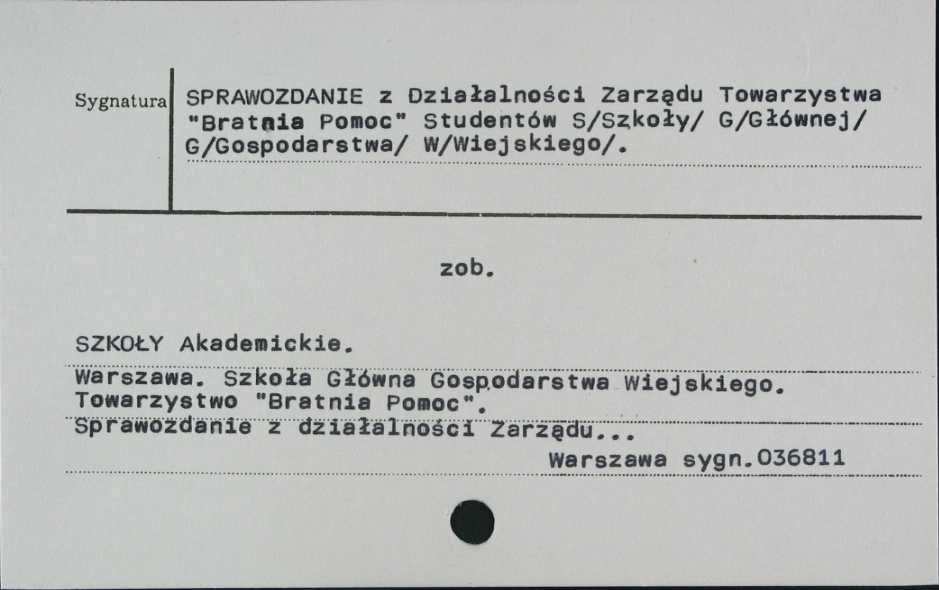 Sygnatura
SPRAWOZDANIE z Działalności Zarządu Towarzystwa
"Bratnia Pomoc" Studentów S/Szkoły/ G/Głównej/
G/Gospodarstwa/ W/Wiejskiego/.
zob.
SZKOŁY Akademickie.
Warszawa. Szkoła Główna Gospodarstwa Wiejskiego.
Towarzystwo "Bratnia Pomoc".
Sprawozdanie z działalności Zarządu...
Warszawa sygn.036811